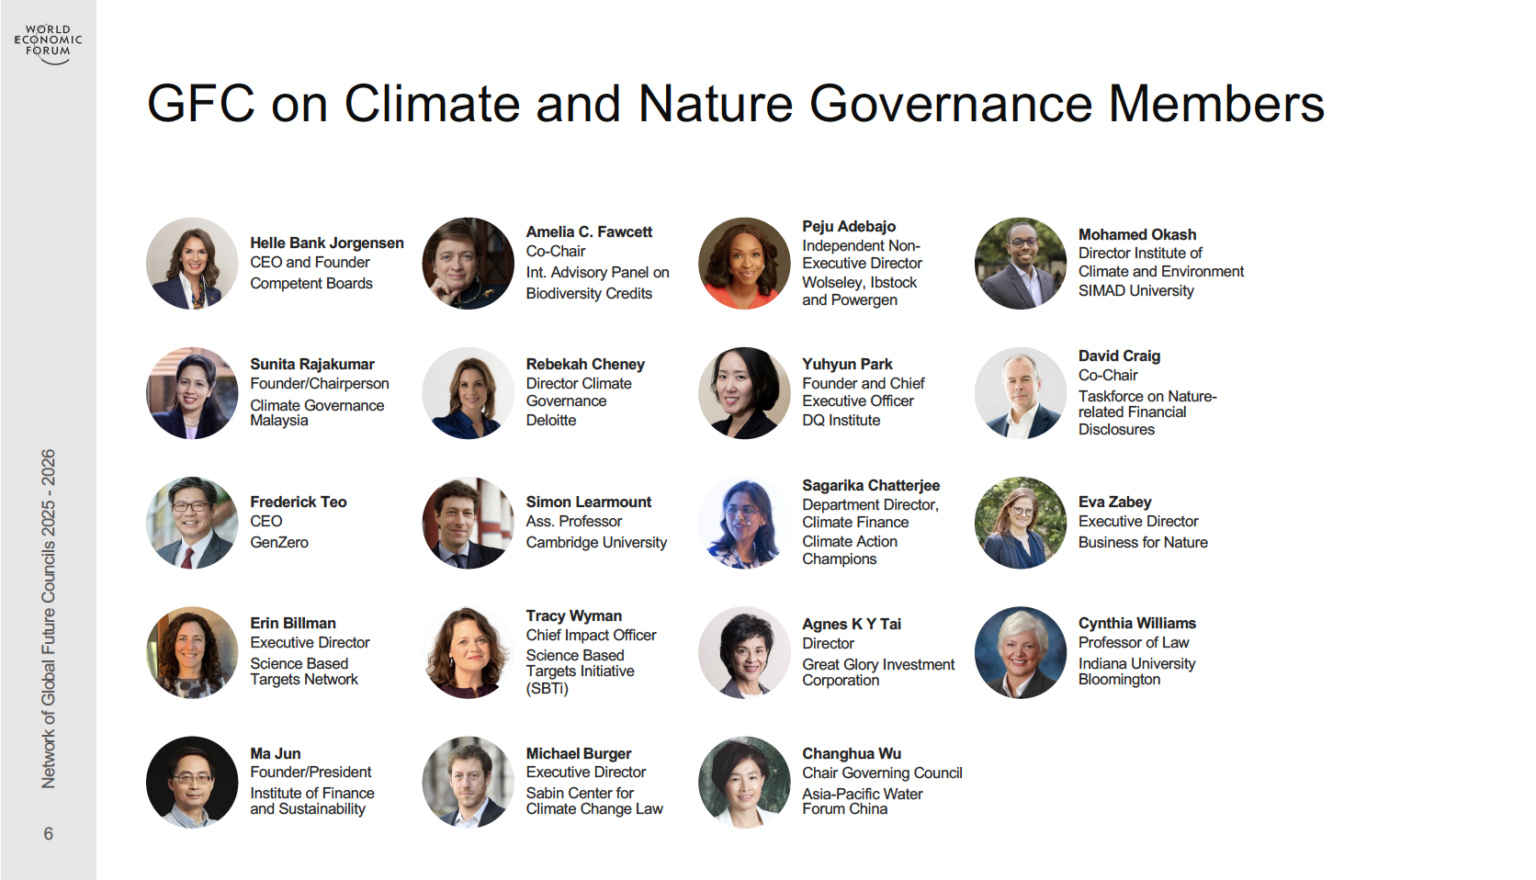 WORLD
ECONOMIC
FORUM
GFC on Climate and Nature Governance Members
Helle Bank Jorgensen
CEO and Founder
Competent Boards
Amelia C. Fawcett
Co-Chair
Int. Advisory Panel on
Biodiversity Credits
Peju Adebajo
Independent Non-
Executive Director
Wolseley, Ibstock
and Powergen
Mohamed Okash
Director Institute of
Climate and Environment
SIMAD University
Sunita Rajakumar
Founder/Chairperson
Climate Governance
Malaysia
Rebekah Cheney
Director Climate
Governance
Deloitte
Yuhyun Park
Founder and Chief
Executive Officer
DQ Institute
David Craig
Co-Chair
Taskforce on Nature-
related Financial
Disclosures
Frederick Teo
CEO
GenZero
Simon Learmount
Ass. Professor
Cambridge University
Sagarika Chatterjee
Department Director,
Climate Finance
Climate Action
Champions
Eva Zabey
Executive Director
Business for Nature
Erin Billman
Executive Director
Science Based
Targets Network
Tracy Wyman
Chief Impact Officer
Science Based
Targets Initiative
(SBTi)
Agnes K Y Tai
Director
Great Glory Investment
Corporation
Cynthia Williams
Professor of Law
Indiana University
Bloomington
Ma Jun
Founder/President
Institute of Finance
and Sustainability
Michael Burger
Executive Director
Sabin Center for
Climate Change Law
Changhua Wu
Chair Governing Council
Asia-Pacific Water
Forum China
Network of Global Future Councils 2025 - 2026
6